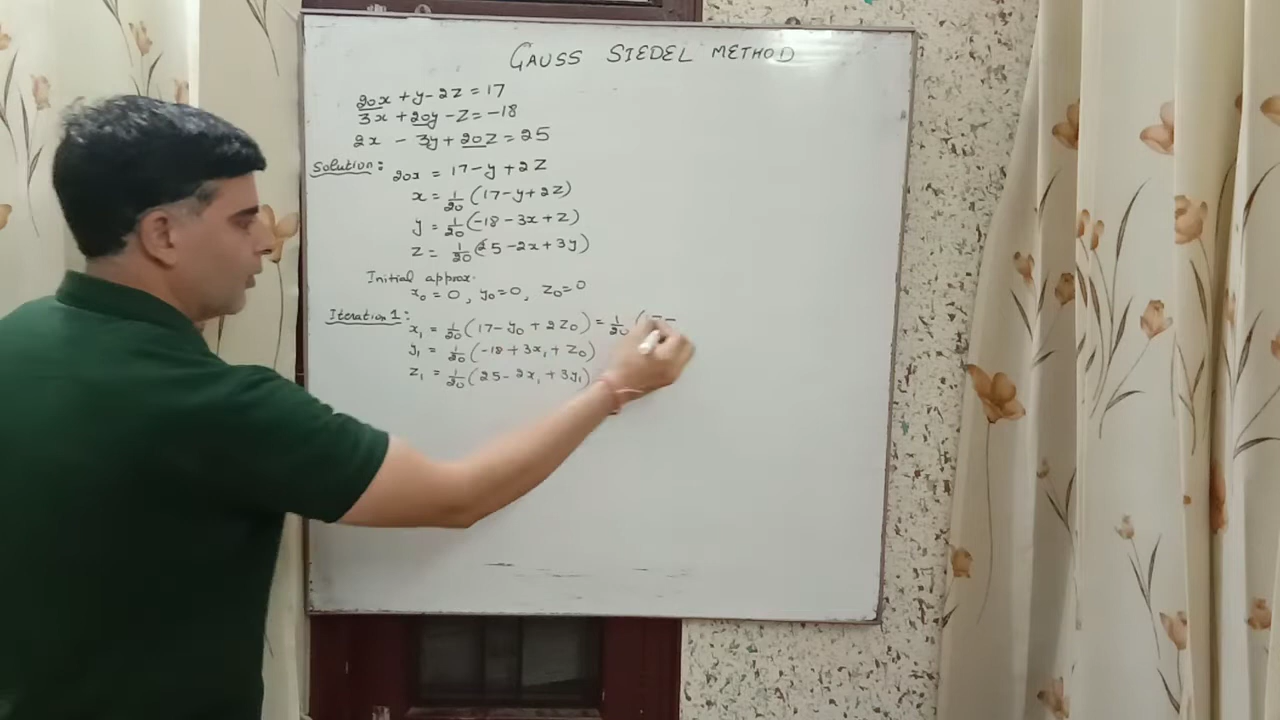 GAUSS SIEDEL METHOD
20x + y - 2z = 17
3x + 20y - z = -18
2x - 3y + 20z = 25
Solution: 20x = 17 - y + 2z
x = 1/20 (17 - y + 2z)
y = 1/20 (-18 - 3x + z)
z = 1/20 (25 - 2x + 3y)
Initial approx.
x₀ = 0, y₀ = 0, z₀ = 0
Iteration 1:
x₁ = 1/20 (17 - y₀ + 2z₀) = 1/20 (
y₁ = 1/20 (-18 + 3x₁ + z₀)
z₁ = 1/20 (25 - 2x₁ + 3y₁)